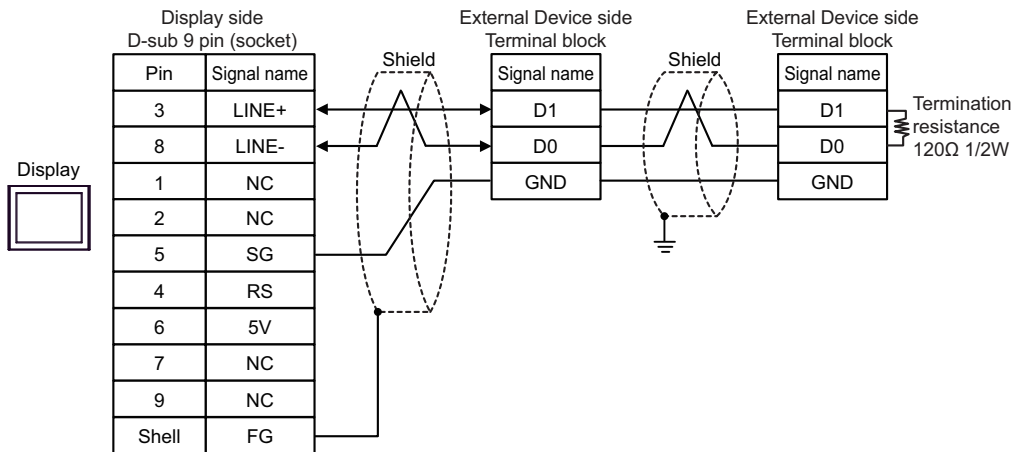 Display side
D-sub 9 pin (socket)
External Device side
Terminal block
External Device side
Terminal block
Shield
Shield
Pin Signal name
Signal name
Signal name
3 LINE+
D1
D1
Termination
resistance
120Ω 1/2W
8 LINE-
D0
D0
Display
1 NC
GND
GND
2 NC
5 SG
4 RS
6 5V
7 NC
9 NC
Shell FG